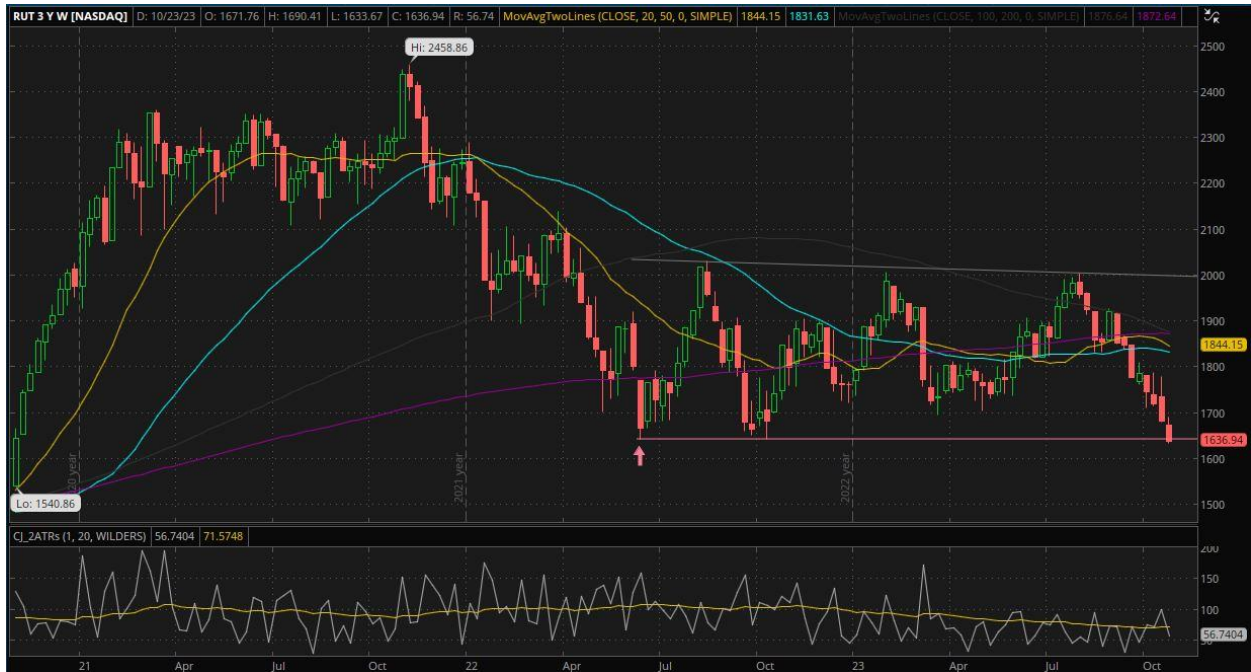 RUT 3 Y W [NASDAQ] D: 10/23/23 O: 1671.76 H: 1690.41 L: 1633.67 C: 1636.94 R: 56.74 MovAvgTwoLines (CLOSE, 20, 50, 0, SIMPLE) 1844.15 1831.63 MovAvgTwoLines (CLOSE, 100, 200, 0, SIMPLE) 1876.64 1872.64
Hi: 2458.86
2500
2400
2300
2200
2100
2000
1900
1844.15
1800
1700
1636.94
1600
1500
Lo: 1540.86
2020 year
2021 year
2022 year
CJ_2ATRs (1, 20, WILDERS) 56.7404 71.5748
200
150
100
56.7404
21 Apr Jul Oct 22 Apr Jul Oct 23 Apr Jul Oct